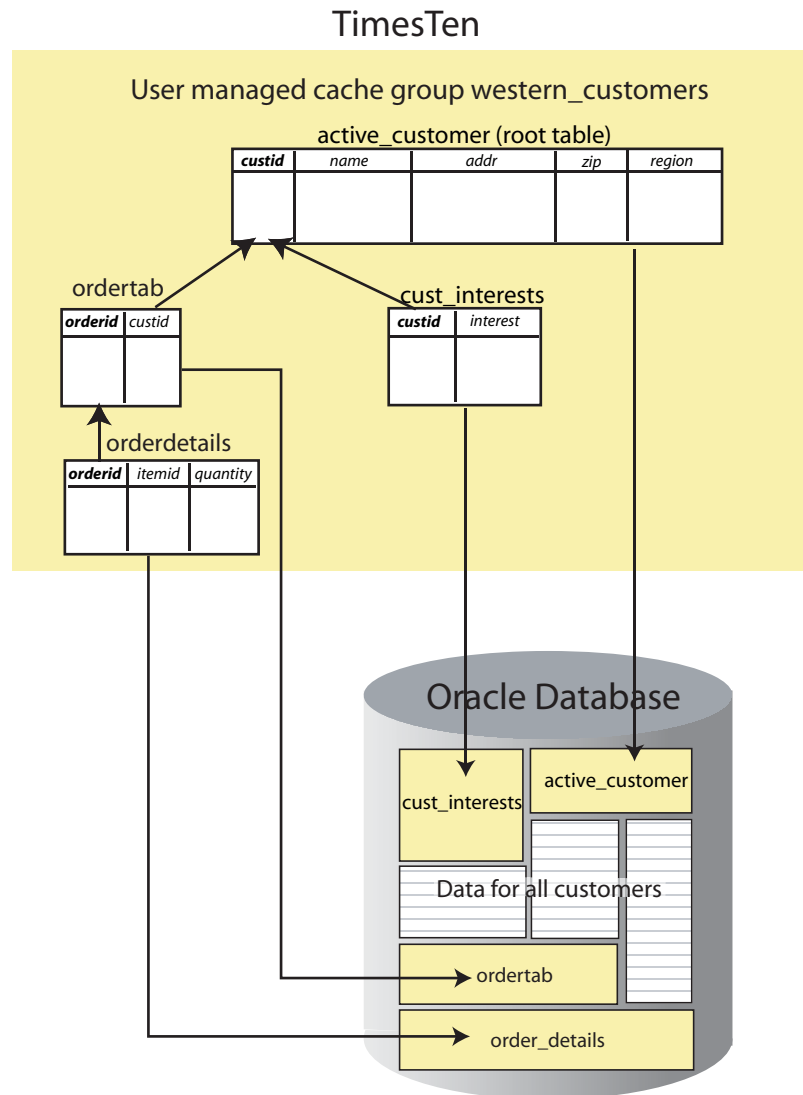 TimesTen
User managed cache group western_customers
active_customer (root table)
custid name addr zip region
ordertab
orderid custid
cust_interests
custid interest
orderdetails
orderid itemid quantity
Oracle Database
cust_interests
active_customer
Data for all customers
ordertab
order_details